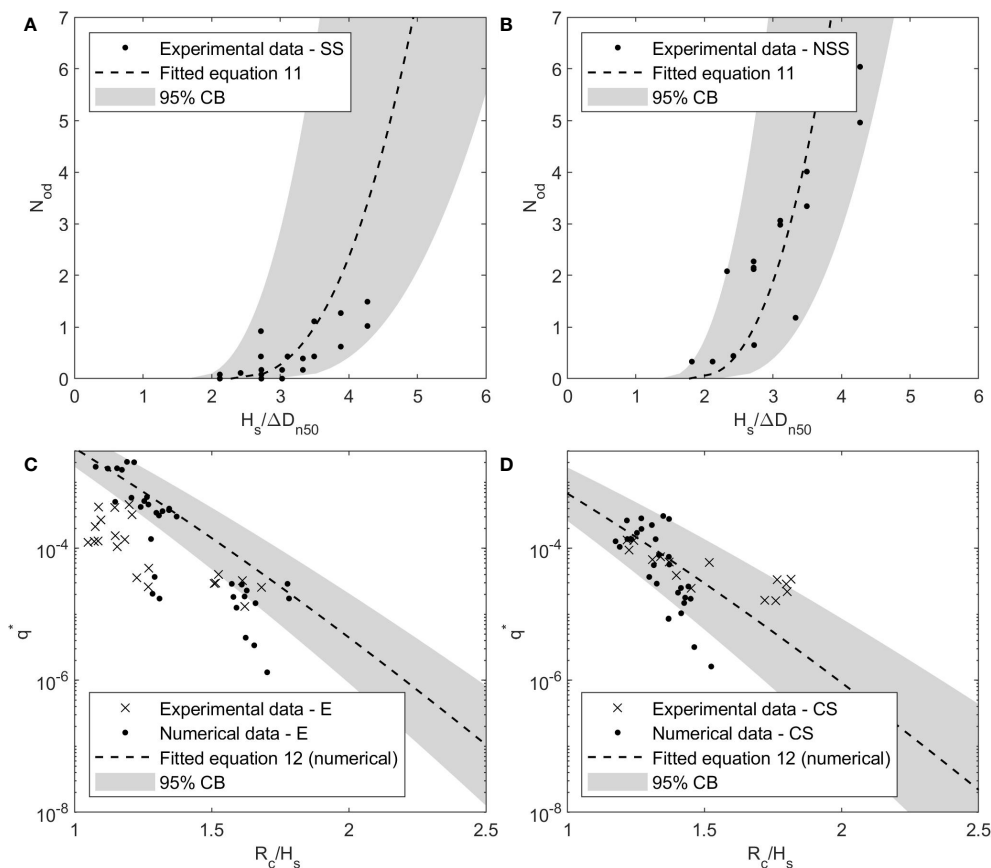 A
Experimental data - SS
Fitted equation 11
95% CB
7
6
5
4
3
2
1
0
N_od
0 1 2 3 4 5 6
H_s/ΔD_n50
B
Experimental data - NSS
Fitted equation 11
95% CB
7
6
5
4
3
2
1
0
N_od
0 1 2 3 4 5 6
H_s/ΔD_n50
C
10^-4
10^-6
10^-8
q*
Experimental data - E
Numerical data - E
Fitted equation 12 (numerical)
95% CB
1 1.5 2 2.5
R_c/H_s
D
10^-4
10^-6
10^-8
q*
Experimental data - CS
Numerical data - CS
Fitted equation 12 (numerical)
95% CB
1 1.5 2 2.5
R_c/H_s